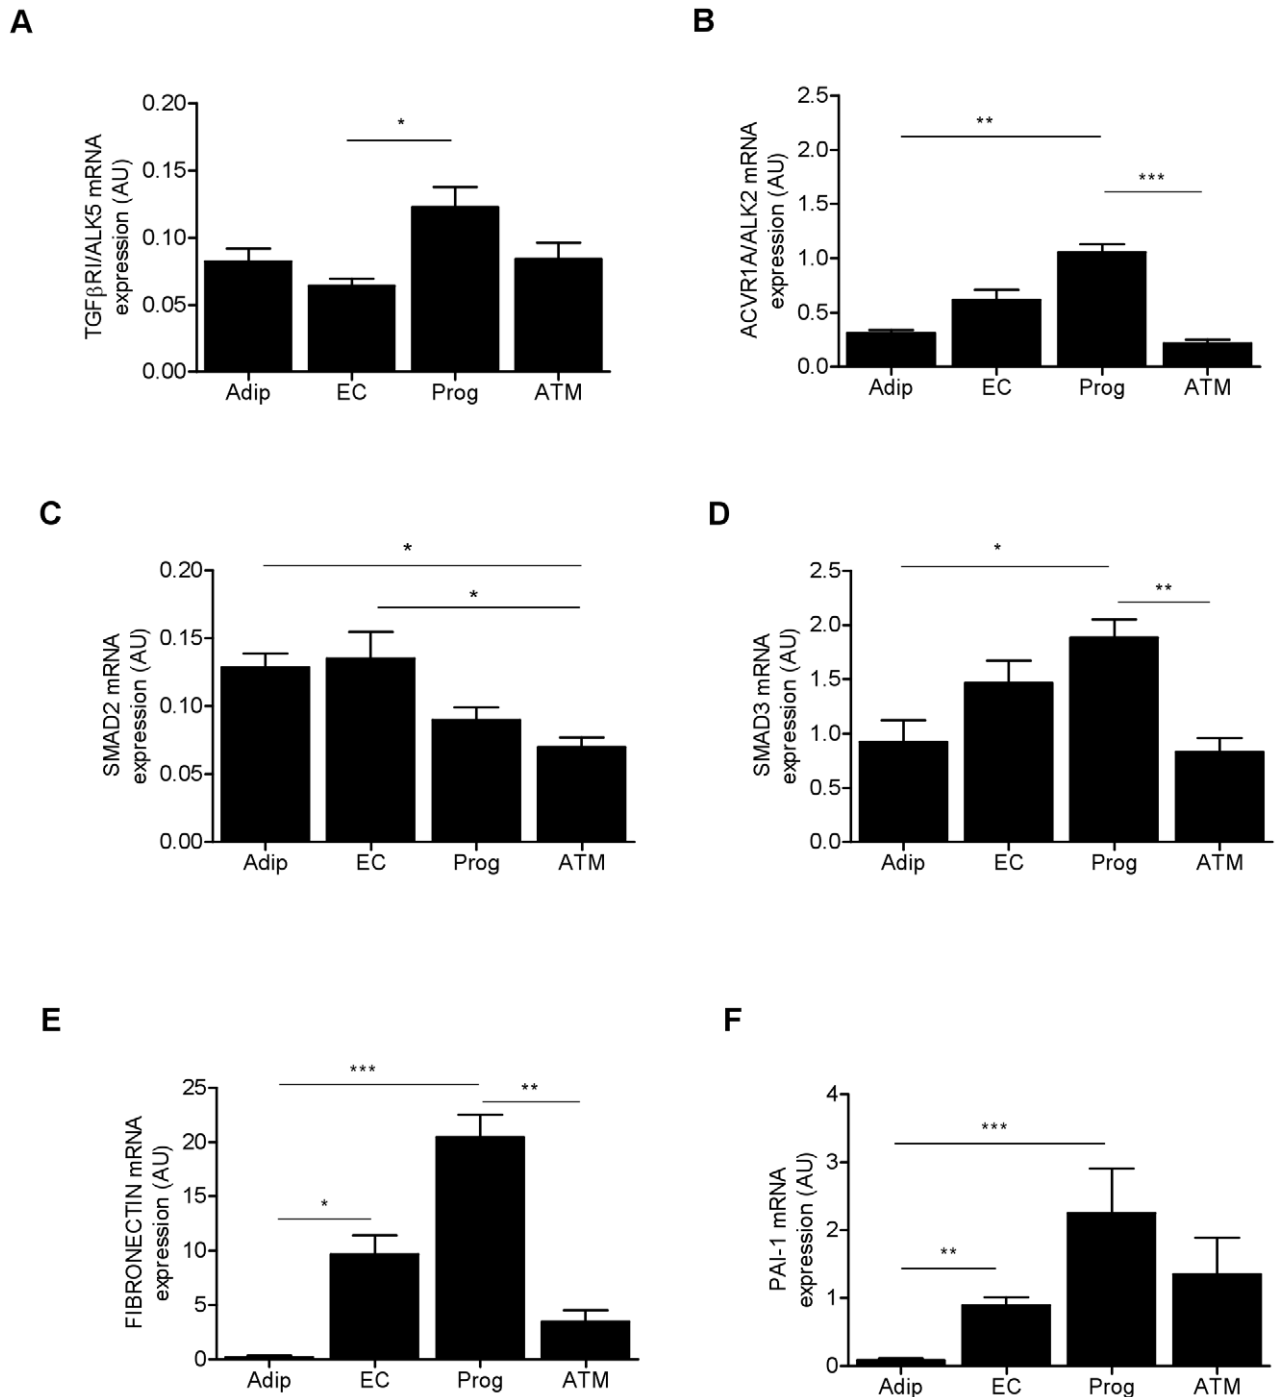 A
TGFβRI/ALK5 mRNA
expression (AU)
0.20
0.15
0.10
0.05
0.00
*
Adip EC Prog ATM
B
ACVR1A/ALK2 mRNA
expression (AU)
2.5
2.0
1.5
1.0
0.5
0.0
**
***
Adip EC Prog ATM
C
SMAD2 mRNA
expression (AU)
0.20
0.15
0.10
0.05
0.00
*
*
Adip EC Prog ATM
D
SMAD3 mRNA
expression (AU)
2.5
2.0
1.5
1.0
0.5
0.0
*
**
Adip EC Prog ATM
E
FIBRONECTIN mRNA
expression (AU)
25
20
15
10
5
0
***
**
*
Adip EC Prog ATM
F
PAI-1 mRNA
expression (AU)
4
3
2
1
0
***
**
Adip EC Prog ATM